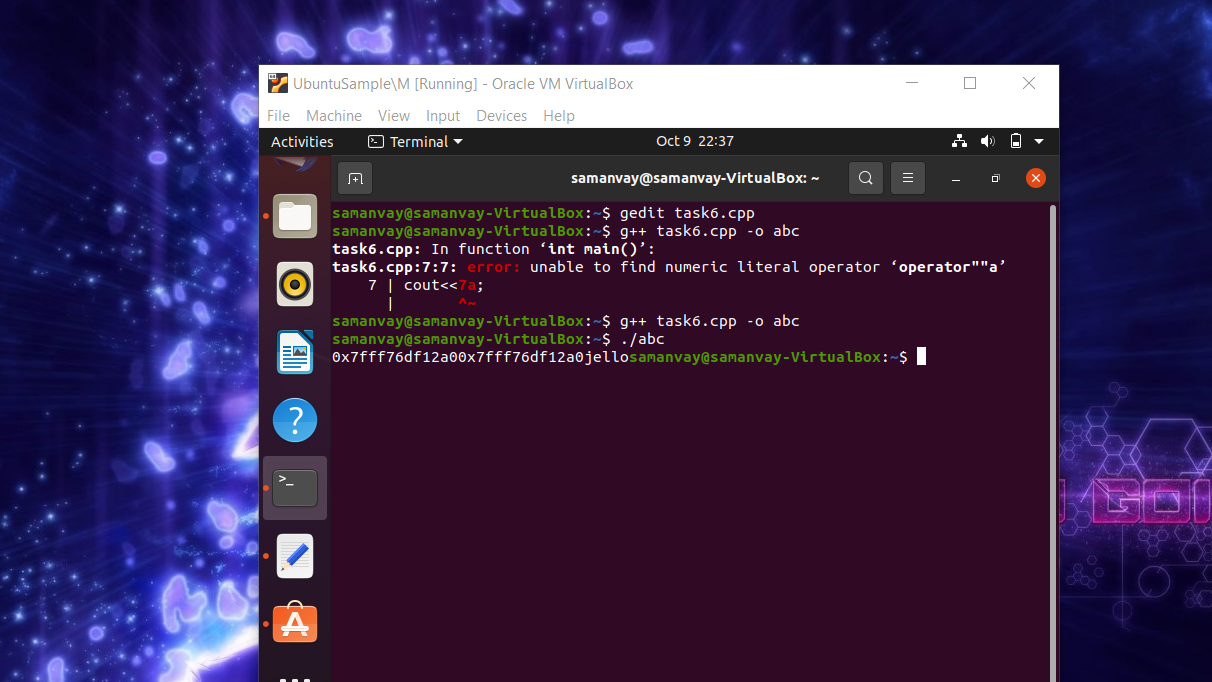 UbuntuSample\M [Running] - Oracle VM VirtualBox
File Machine View Input Devices Help
Activities Terminal Oct 9 22:37
samanvay@samanvay-VirtualBox: ~
samanvay@samanvay-VirtualBox:~$ gedit task6.cpp
samanvay@samanvay-VirtualBox:~$ g++ task6.cpp -o abc
task6.cpp: In function ‘int main()’:
task6.cpp:7:7: error: unable to find numeric literal operator ‘operator""a’
7 | cout<<7a;
| ^~
samanvay@samanvay-VirtualBox:~$ g++ task6.cpp -o abc
samanvay@samanvay-VirtualBox:~$ ./abc
0x7fff76df12a00x7fff76df12a0jellosamanvay@samanvay-VirtualBox:~$